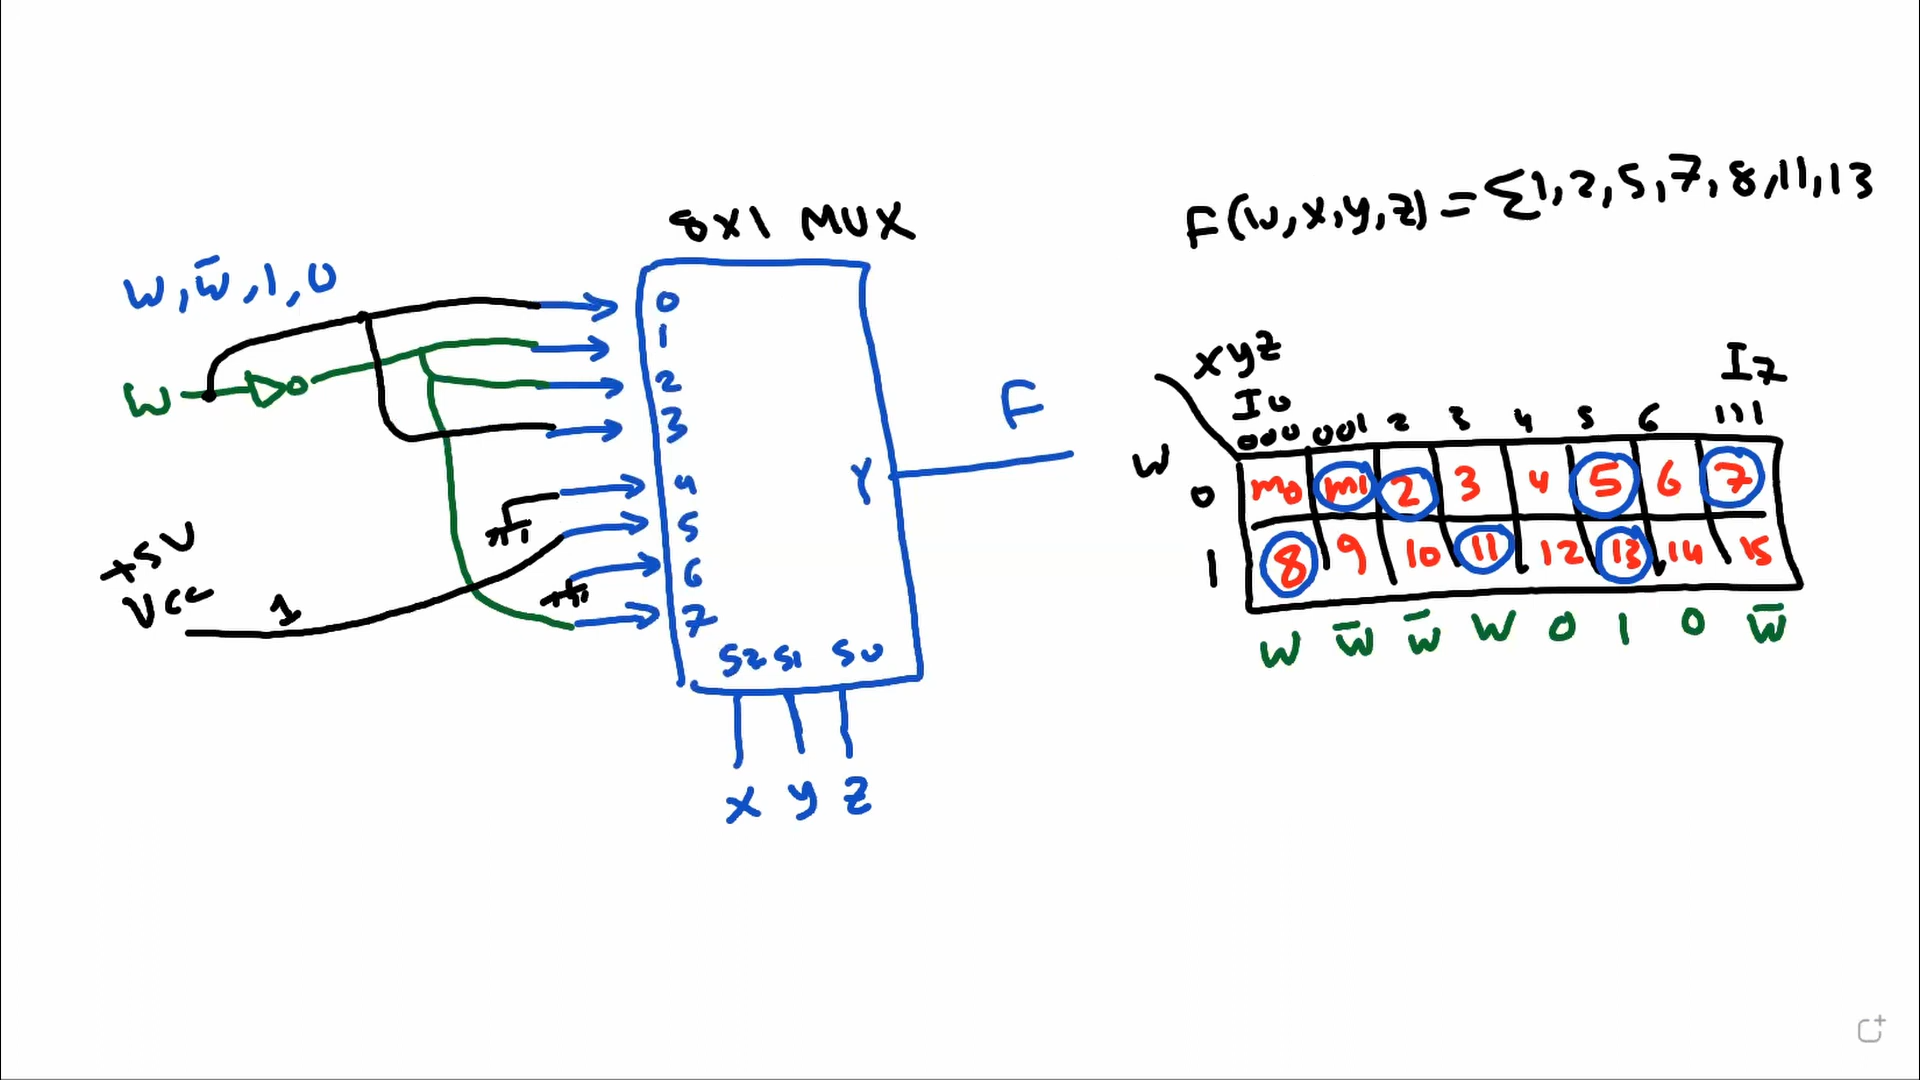 F(W,X,Y,Z) = Σ1,2,5,7,8,11,13
8X1 MUX
W, W̅, 1, 0
W
+5V
VCC
1
0
1
2
3
4
5
6
7
Y
F
S2 S1 S0
X Y Z
XYZ
I0 I7
000 001 2 3 4 5 6 111
W
0 m0 m1 2 3 4 5 6 7
1 8 9 10 11 12 13 14 15
W W̅ W̅ W 0 1 0 W̅